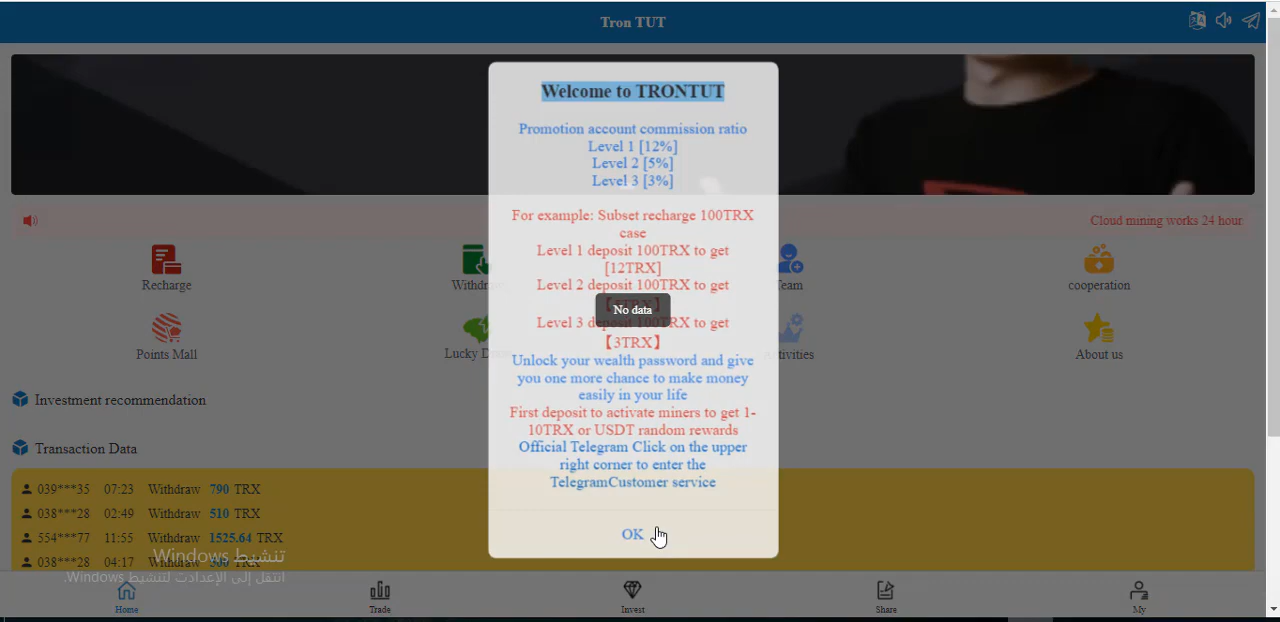 Tron TUT
Welcome to TRONTUT
Promotion account commission ratio
Level 1 [12%]
Level 2 [5%]
Level 3 [3%]
For example: Subset recharge 100TRX
case
Level 1 deposit 100TRX to get
[12TRX]
Level 2 deposit 100TRX to get
No data
Level 3 deposit 100TRX to get
【3TRX】
Unlock your wealth password and give
you one more chance to make money
easily in your life
First deposit to activate miners to get 1-
10TRX or USDT random rewards
Official Telegram Click on the upper
right corner to enter the
TelegramCustomer service
OK
Cloud mining works 24 hour
Recharge
cooperation
Points Mall
Lucky
About us
Investment recommendation
Transaction Data
039***35 07:23 Withdraw 790 TRX
038***28 02:49 Withdraw 510 TRX
554***77 11:55 Withdraw 1525.64 TRX
038***28 04:17 Withdraw TRX
تنشيط Windows
انتقل إلى الإعدادات لتنشيط Windows.
Home
Trade
Invest
Share
My